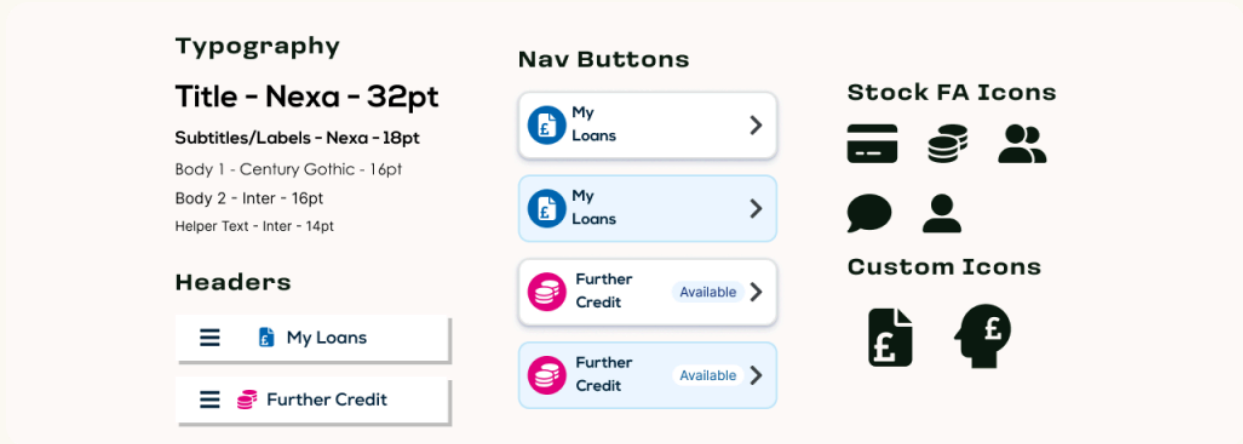 Typography
Title - Nexa - 32pt
Subtitles/Labels - Nexa - 18pt
Body 1 - Century Gothic - 16pt
Body 2 - Inter - 16pt
Helper Text - Inter - 14pt
Headers
£ My Loans
Further Credit
Nav Buttons
£
My
Loans
£
My
Loans
Further
Credit
Available
Further
Credit
Available
Stock FA Icons
Custom Icons
£ £